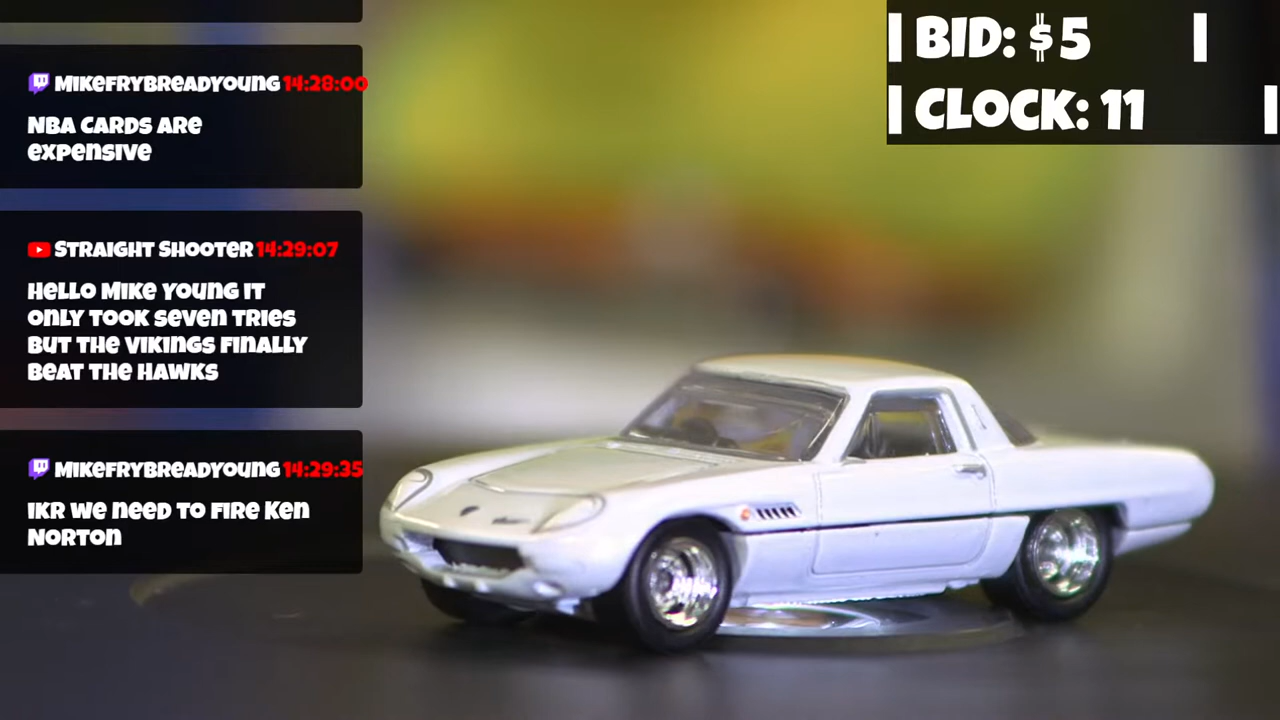 MIKEFRYBREADYOUNG 14:28:00
NBA CARDS ARE
EXPENSIVE
STRAIGHT SHOOTER 14:29:07
HELLO MIKE YOUNG IT
ONLY TOOK SEVEN TRIES
BUT THE VIKINGS FINALLY
BEAT THE HAWKS
MIKEFRYBREADYOUNG 14:29:35
IKR WE NEED TO FIRE KEN
NORTON
| BID: $5 |
| CLOCK: 11 |